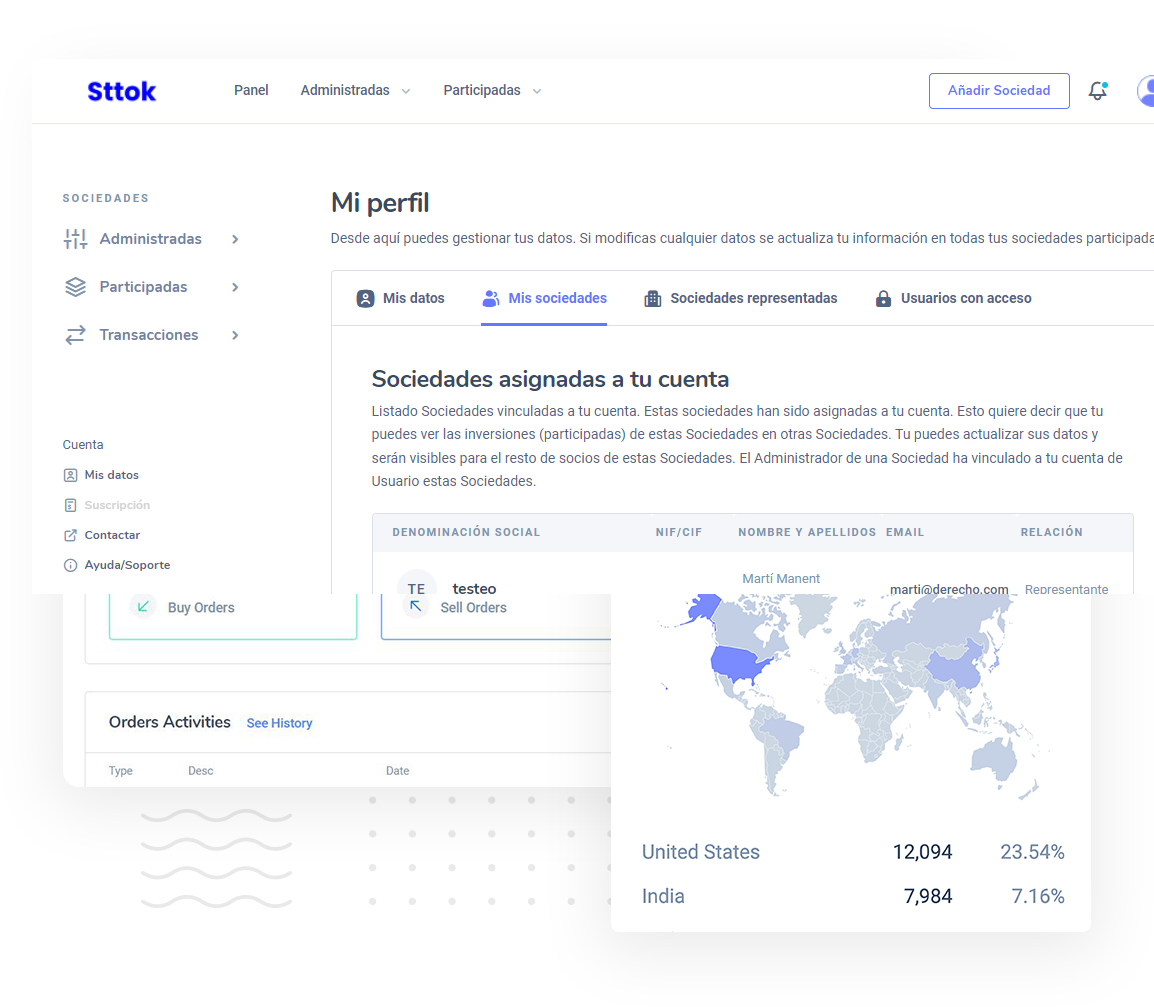 Sttok
Panel
Administradas
Participadas
Añadir Sociedad
SOCIEDADES
Administradas
Participadas
Transacciones
Cuenta
Mis datos
Suscripción
Contactar
Ayuda/Soporte
Mi perfil
Desde aquí puedes gestionar tus datos. Si modificas cualquier datos se actualiza tu información en todas tus sociedades participada
Mis datos
Mis sociedades
Sociedades representadas
Usuarios con acceso
Sociedades asignadas a tu cuenta
Listado Sociedades vinculadas a tu cuenta. Estas sociedades han sido asignadas a tu cuenta. Esto quiere decir que tu
puedes ver las inversiones (participadas) de estas Sociedades en otras Sociedades. Tu puedes actualizar sus datos y
serán visibles para el resto de socios de estas Sociedades. El Administrador de una Sociedad ha vinculado a tu cuenta de
Usuario estas Sociedades.
DENOMINACIÓN SOCIAL NIF/CIF NOMBRE Y APELLIDOS EMAIL RELACIÓN
TE testeo Martí Manent marti@derecho.com Representante
Buy Orders
Sell Orders
Orders Activities See History
Type Desc Date
United States 12,094 23.54%
India 7,984 7.16%